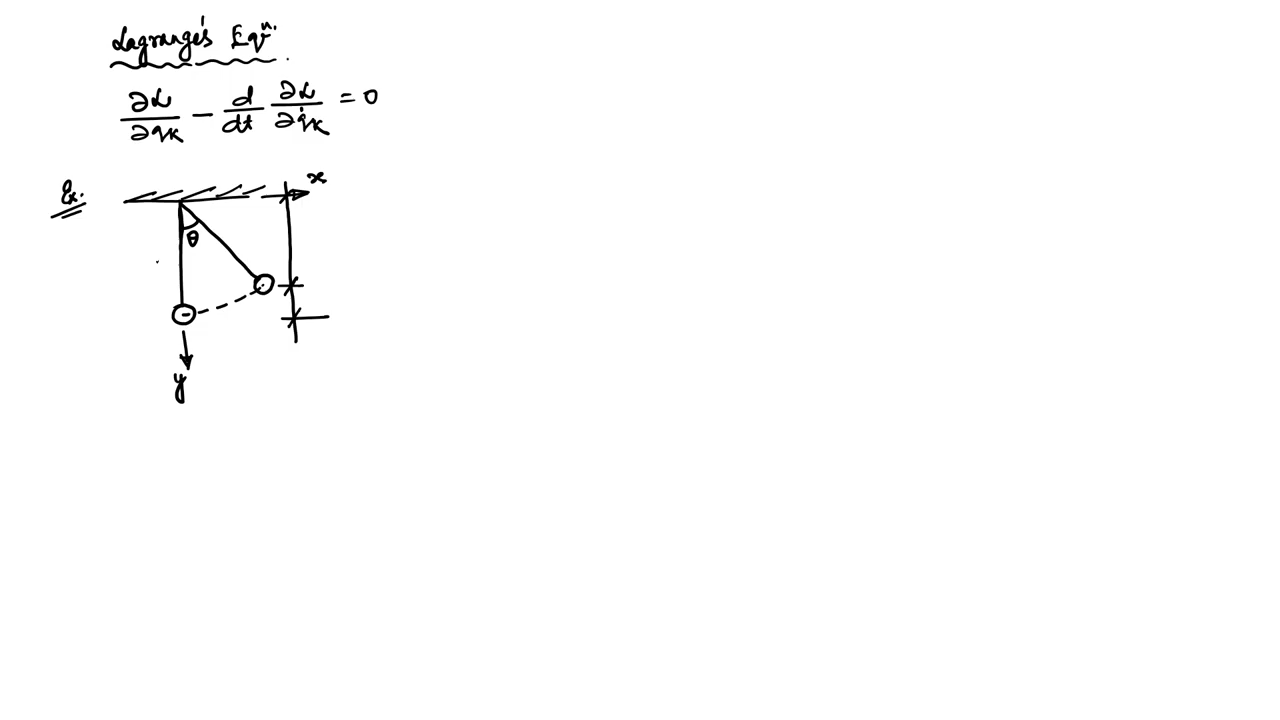 Lagrange's Eqⁿ.
∂L/∂qₖ − d/dt ∂L/∂q̇ₖ = 0
Ex.
x
θ
y